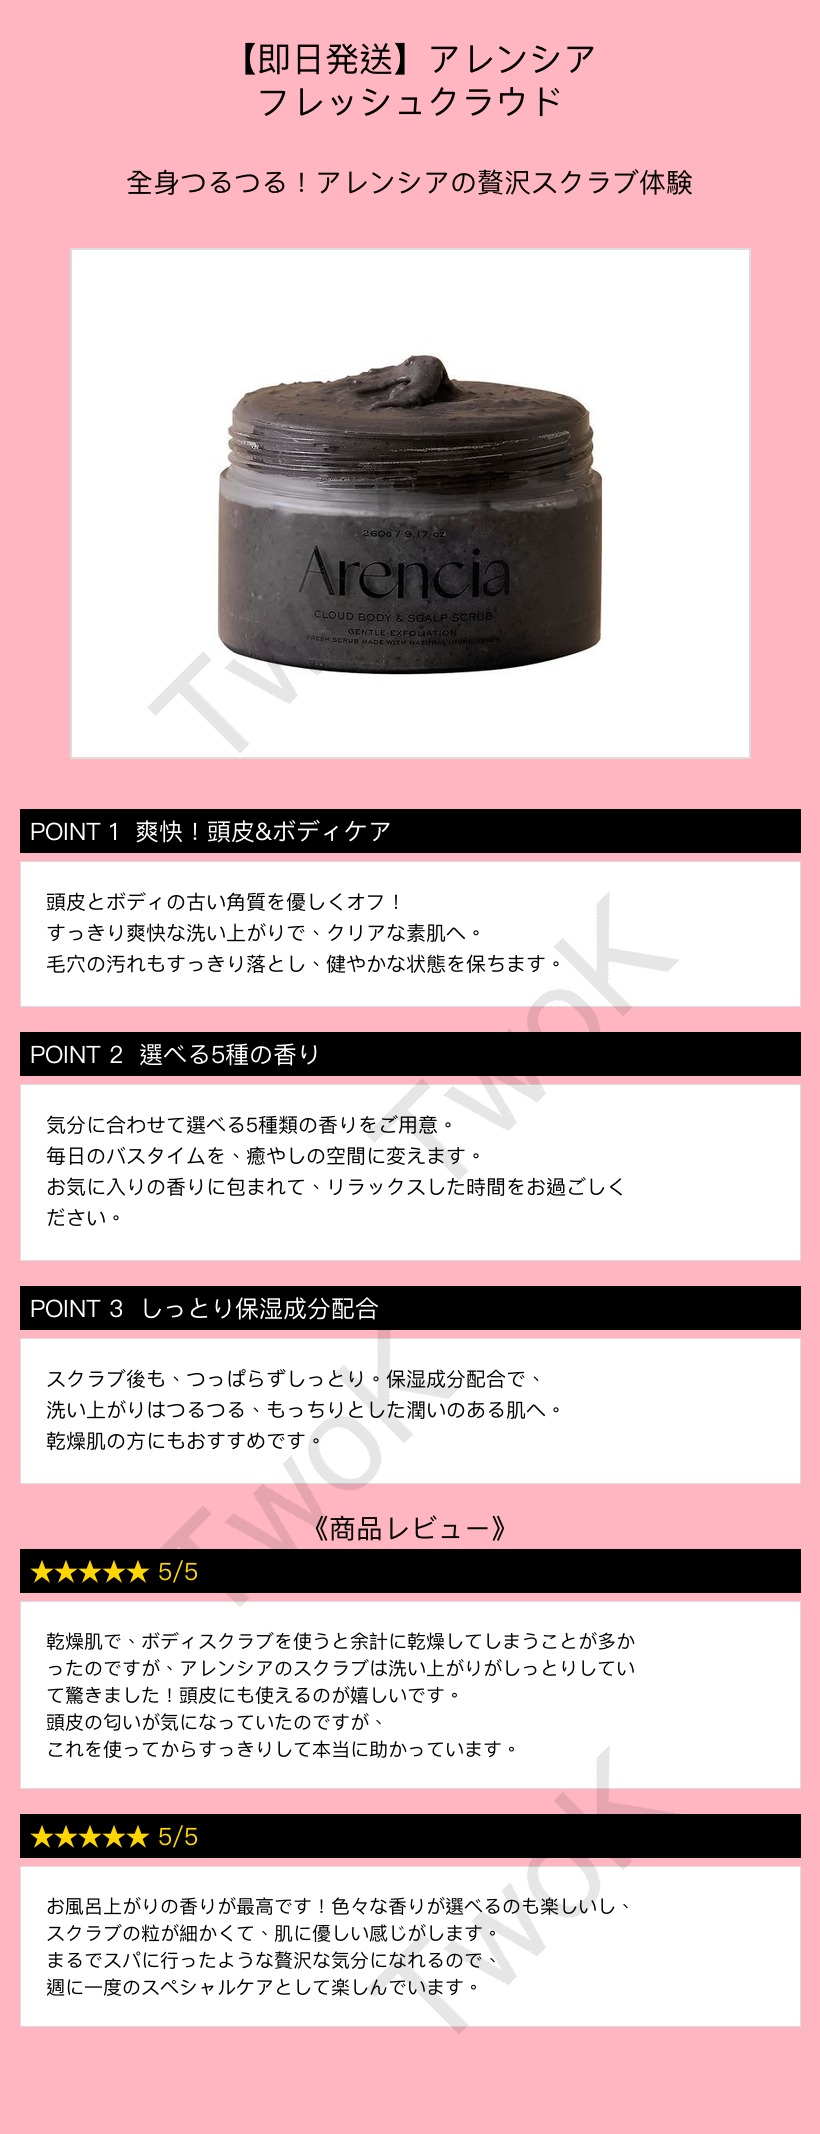 【即日発送】アレンシア
フレッシュクラウド
全身つるつる！アレンシアの贅沢スクラブ体験
260g / 9.17 oz
Arencia
CLOUD BODY & SCALP SCRUB
GENTLE EXFOLIATION
FRESH SCRUB MADE WITH NATURAL INGREDIENTS
Tw
POINT 1 爽快！頭皮&ボディケア
頭皮とボディの古い角質を優しくオフ！
すっきり爽快な洗い上がりで、クリアな素肌へ。
毛穴の汚れもすっきり落とし、健やかな状態を保ちます。
TwoK
POINT 2 選べる5種の香り
気分に合わせて選べる5種類の香りをご用意。
毎日のバスタイムを、癒やしの空間に変えます。
お気に入りの香りに包まれて、リラックスした時間をお過ごしく
ださい。
POINT 3 しっとり保湿成分配合
スクラブ後も、つっぱらずしっとり。保湿成分配合で、
洗い上がりはつるつる、もっちりとした潤いのある肌へ。
乾燥肌の方にもおすすめです。
TwoK
《商品レビュー》
★★★★★ 5/5
乾燥肌で、ボディスクラブを使うと余計に乾燥してしまうことが多か
ったのですが、アレンシアのスクラブは洗い上がりがしっとりしてい
て驚きました！頭皮にも使えるのが嬉しいです。
頭皮の匂いが気になっていたのですが、
これを使ってからすっきりして本当に助かっています。
★★★★★ 5/5
お風呂上がりの香りが最高です！色々な香りが選べるのも楽しいし、
スクラブの粒が細かくて、肌に優しい感じがします。
まるでスパに行ったような贅沢な気分になれるので、
週に一度のスペシャルケアとして楽しんでいます。
TwoK